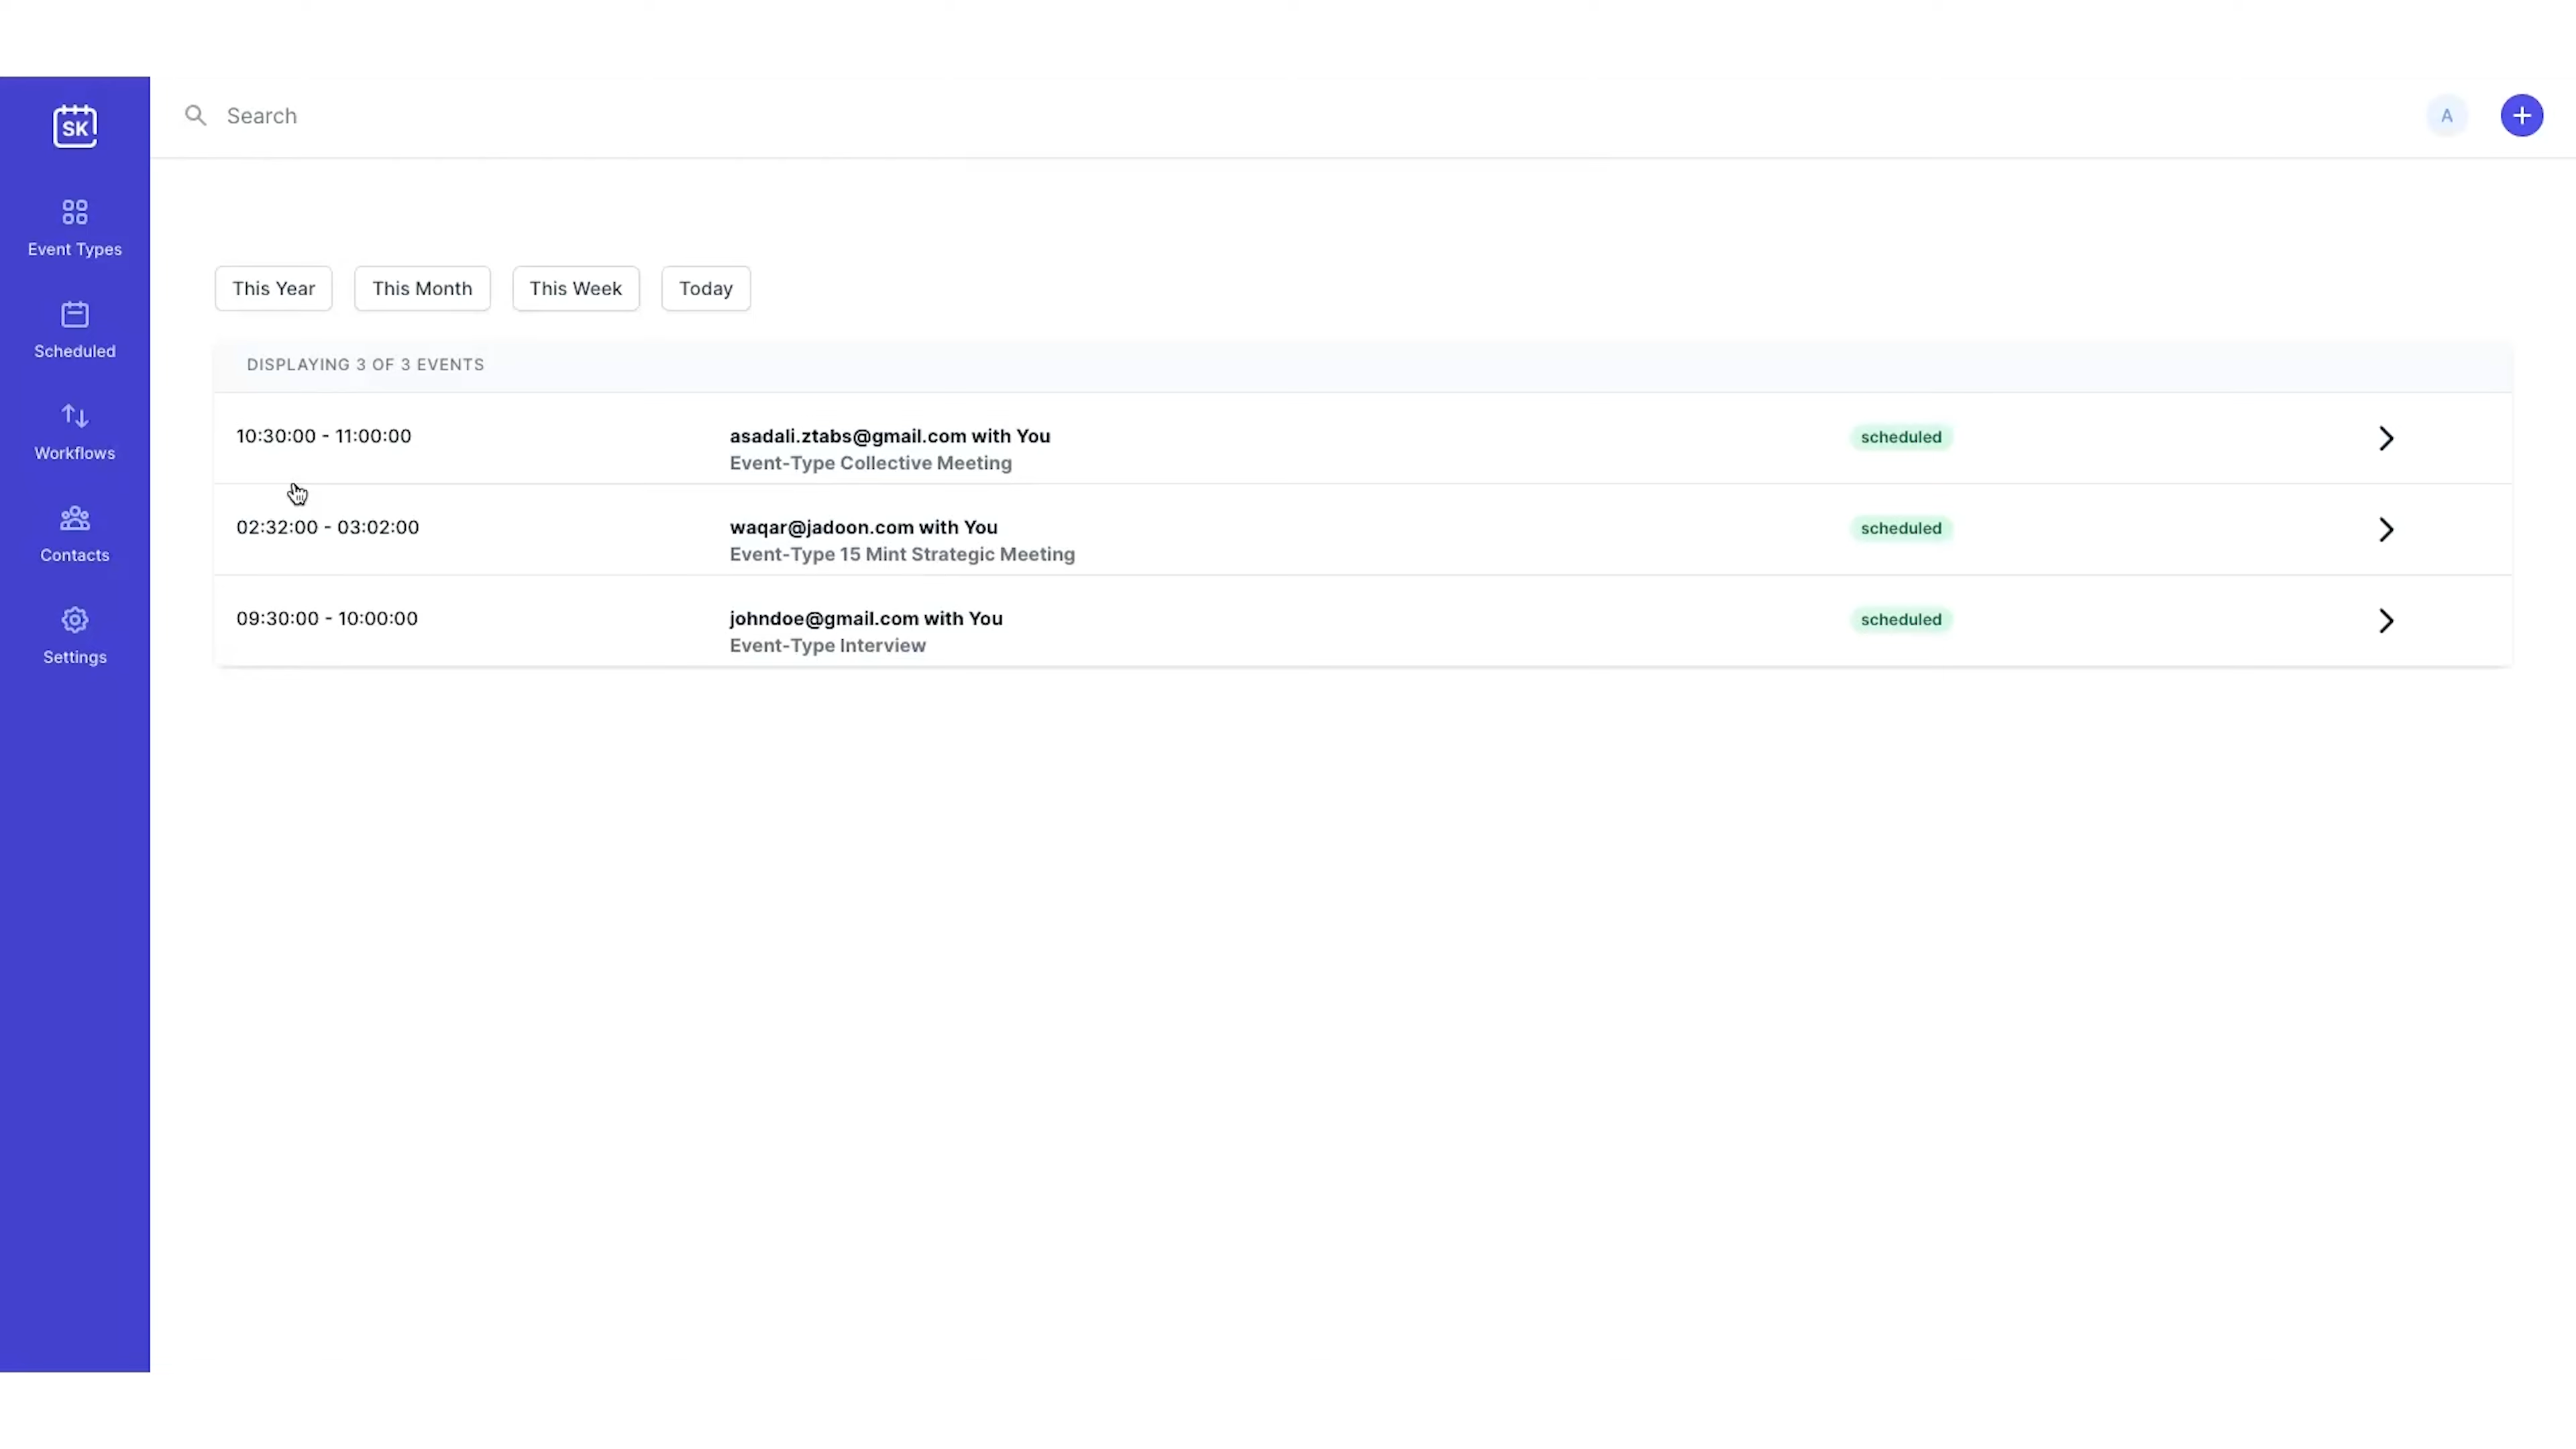 SK
Search
A
Event Types
Scheduled
Workflows
Contacts
Settings
This Year
This Month
This Week
Today
DISPLAYING 3 OF 3 EVENTS
10:30:00 - 11:00:00
asadali.ztabs@gmail.com with You
Event-Type Collective Meeting
scheduled
02:32:00 - 03:02:00
waqar@jadoon.com with You
Event-Type 15 Mint Strategic Meeting
scheduled
09:30:00 - 10:00:00
johndoe@gmail.com with You
Event-Type Interview
scheduled